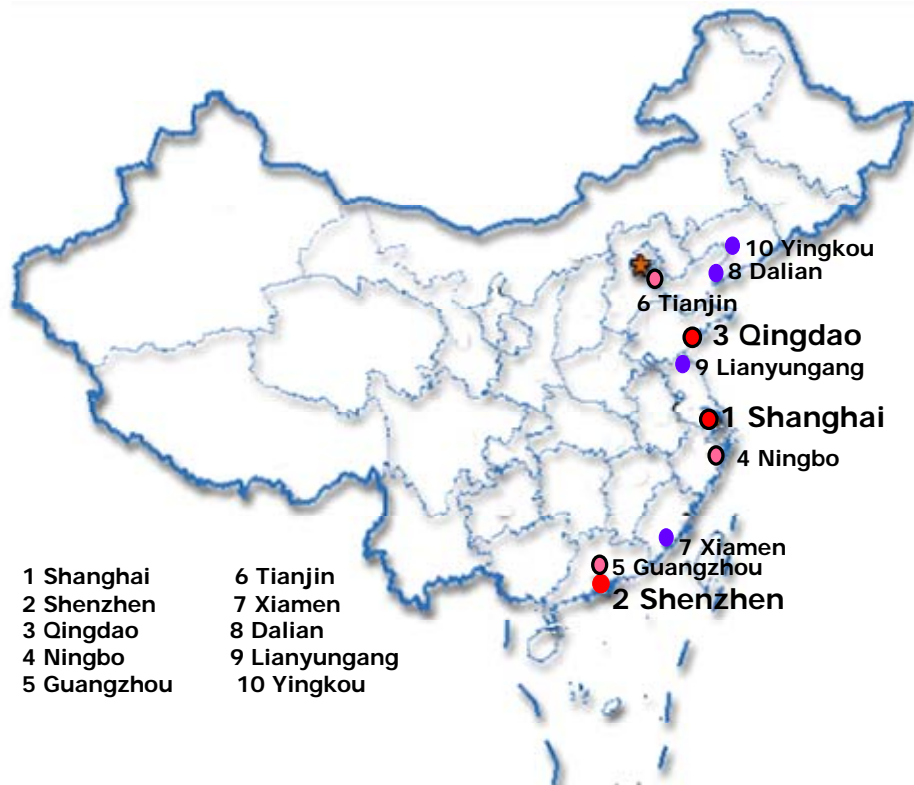 10 Yingkou
8 Dalian
6 Tianjin
3 Qingdao
9 Lianyungang
1 Shanghai
4 Ningbo
7 Xiamen
5 Guangzhou
2 Shenzhen
1 Shanghai
2 Shenzhen
3 Qingdao
4 Ningbo
5 Guangzhou
6 Tianjin
7 Xiamen
8 Dalian
9 Lianyungang
10 Yingkou